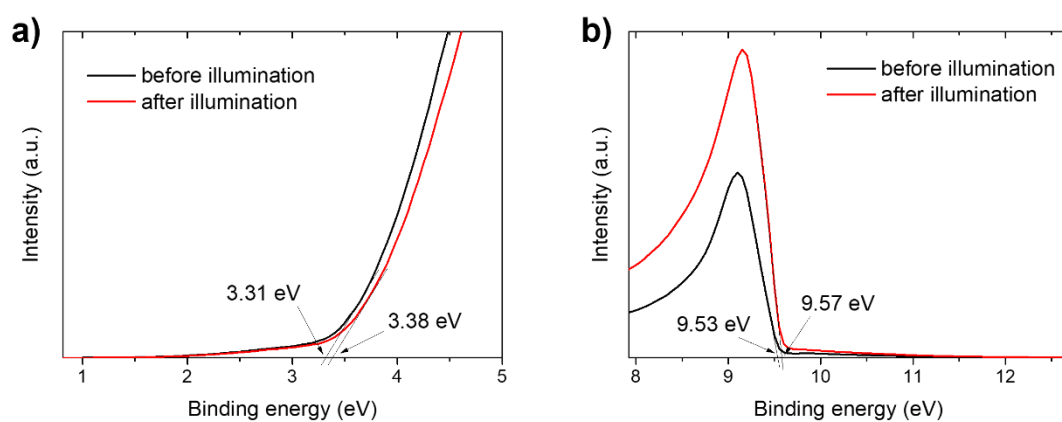 a)
before illumination
after illumination
Intensity (a.u.)
3.31 eV
3.38 eV
1 2 3 4 5
Binding energy (eV)
b)
before illumination
after illumination
Intensity (a.u.)
9.57 eV
9.53 eV
8 9 10 11 12
Binding energy (eV)